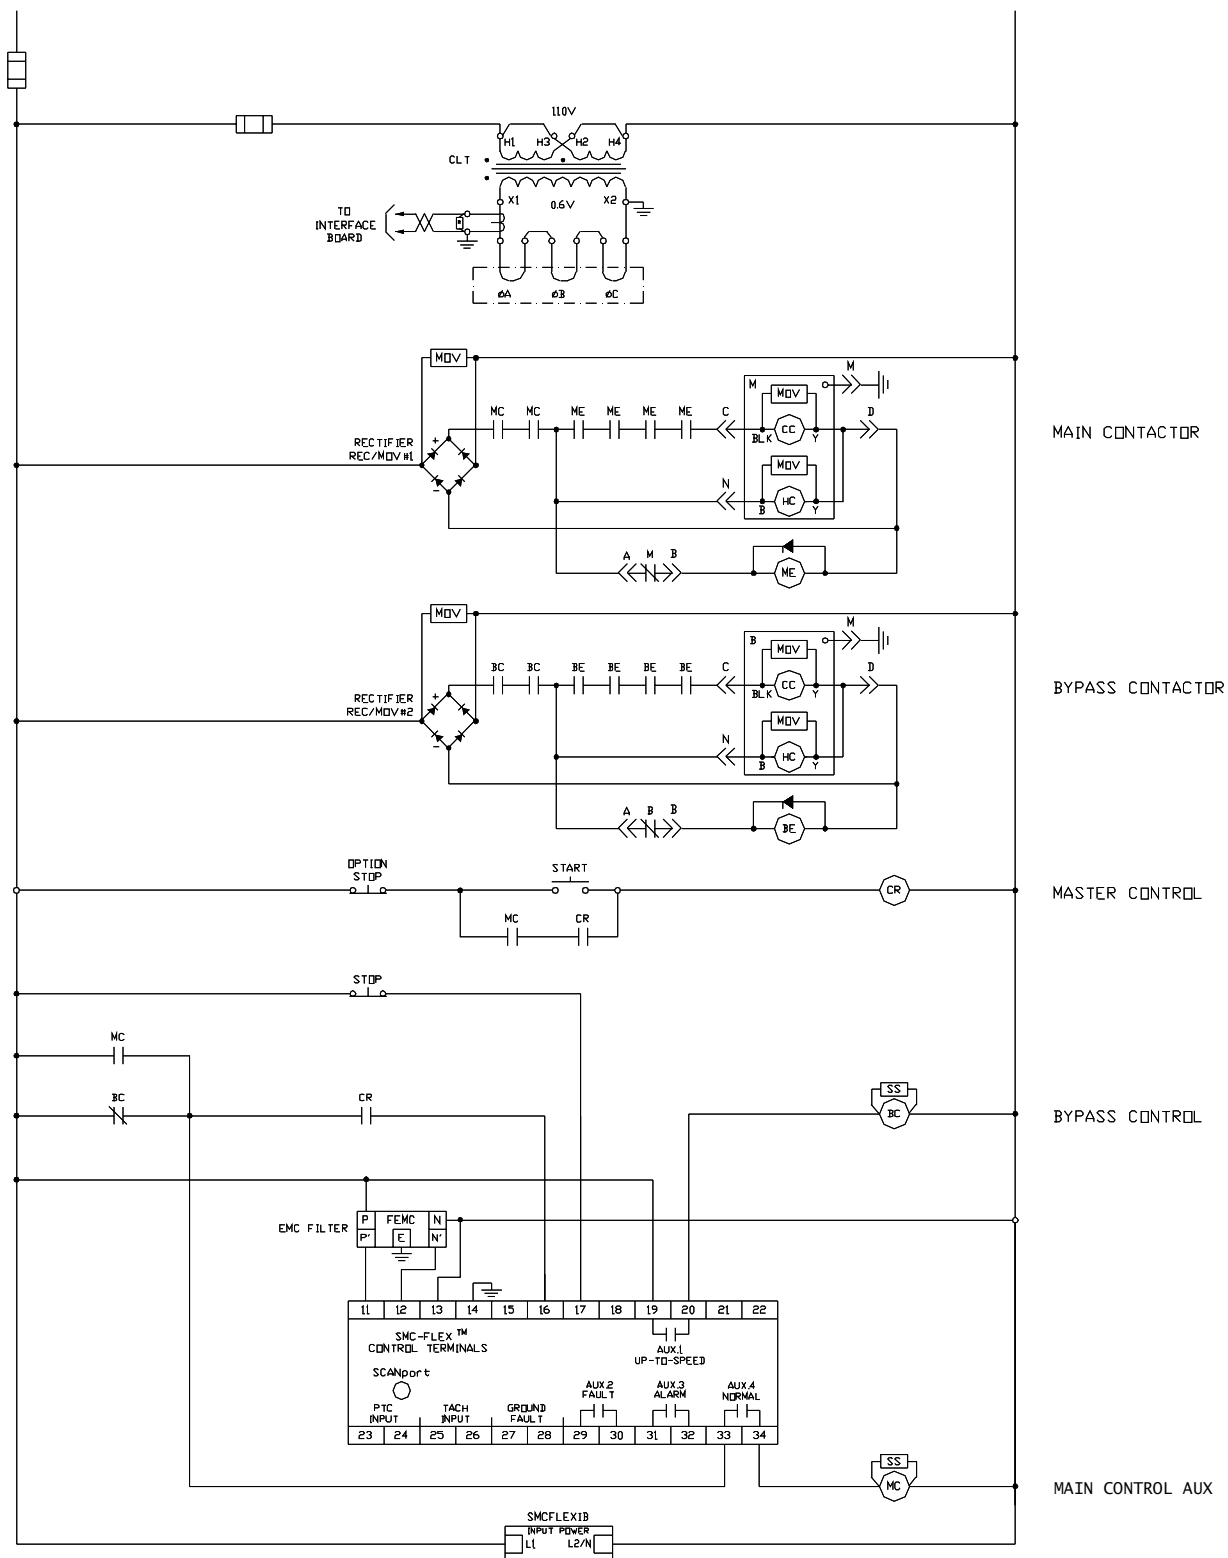 110V
H1 H3 H2 H4
CLT
X1 0.6V X2
TO
INTERFACE
BOARD
ØA ØB ØC
MOV
M M
MOV
MC MC ME ME ME ME C CC D
BLK Y
RECTIFIER
REC/MOV#1
+
-
MAIN CONTACTOR
MOV
N HC
B Y
A M B
ME
MOV
B M
MOV
BC BC BE BE BE BE C CC D
BLK Y
RECTIFIER
REC/MOV#2
+
-
BYPASS CONTACTOR
MOV
N HC
B Y
A B B
BE
OPTION
STOP
START
CR
MASTER CONTROL
MC CR
STOP
MC
BC CR
SS
BC
BYPASS CONTROL
EMC FILTER
P FEMC N
P' E N'
11 12 13 14 15 16 17 18 19 20 21 22
SMC-FLEX™
CONTROL TERMINALS
AUX.1
UP-TO-SPEED
SCANport
AUX.2
FAULT
AUX.3
ALARM
AUX.4
NORMAL
PTC
INPUT
TACH
INPUT
GROUND
FAULT
23 24 25 26 27 28 29 30 31 32 33 34
SS
MC
MAIN CONTROL AUX
SMCFLEXIB
INPUT POWER
L1 L2/N